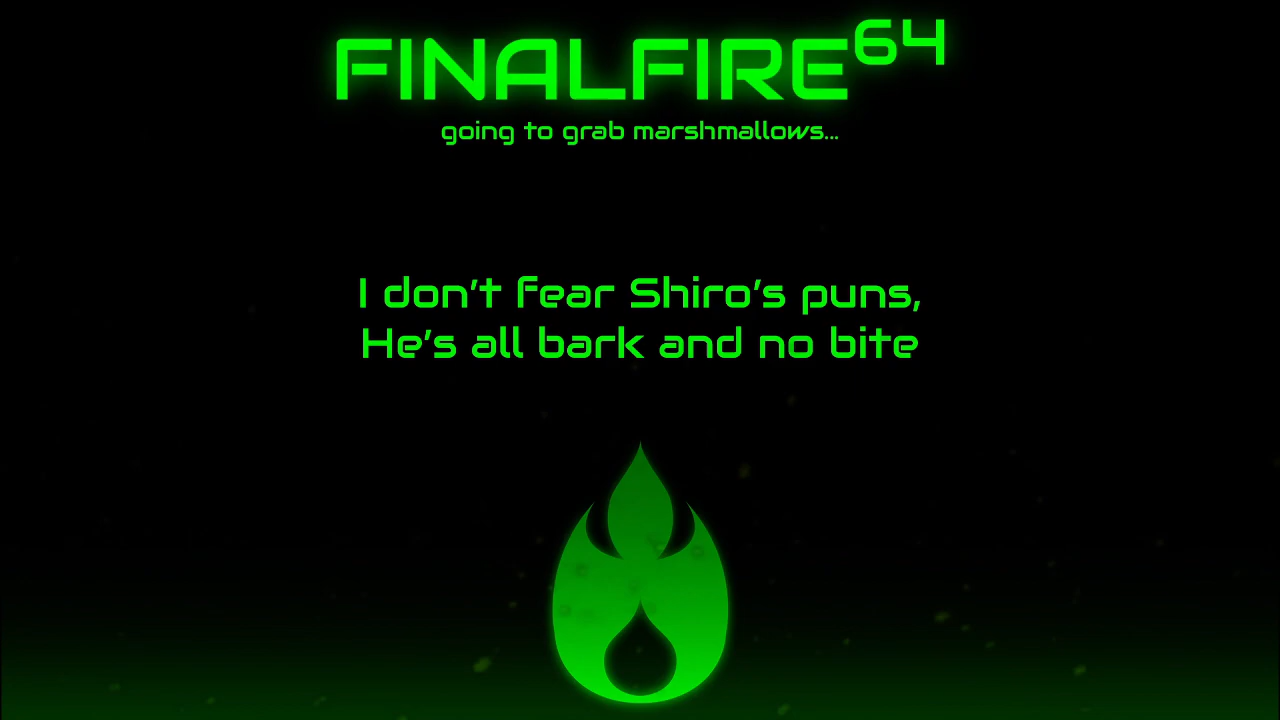 FINALFIRE⁶⁴
going to grab marshmallows...
I don't fear Shiro's puns,
He's all bark and no bite